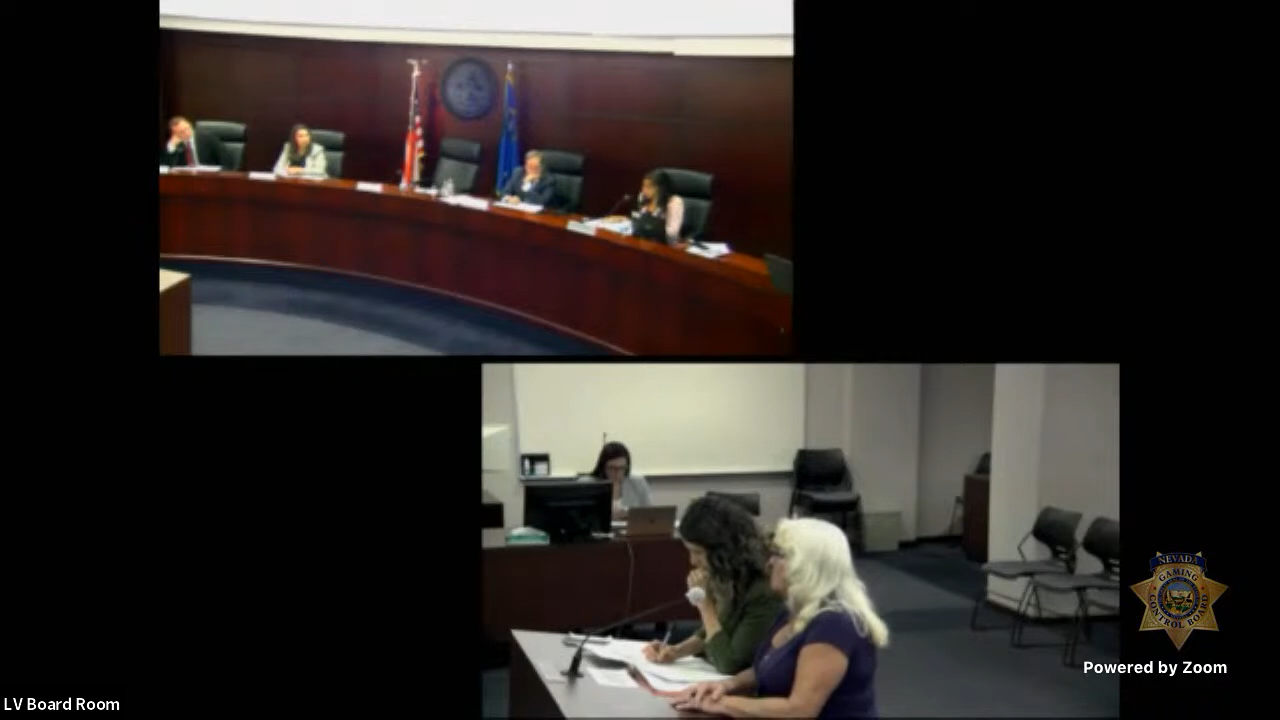 NEVADA
GAMING
CONTROL BOARD
Powered by Zoom
LV Board Room